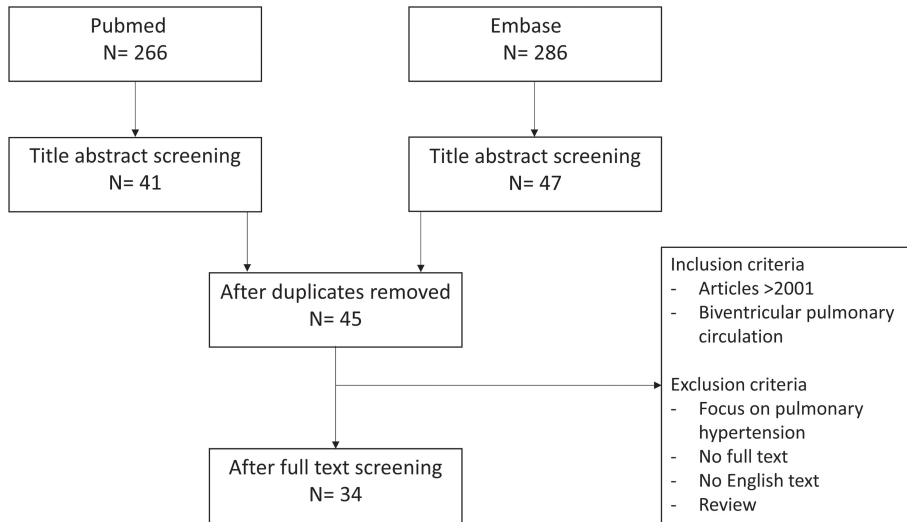 Pubmed
N= 266
Embase
N= 286
Title abstract screening
N= 41
Title abstract screening
N= 47
After duplicates removed
N= 45
Inclusion criteria
- Articles >2001
- Biventricular pulmonary
circulation
Exclusion criteria
- Focus on pulmonary
hypertension
- No full text
- No English text
- Review
After full text screening
N= 34